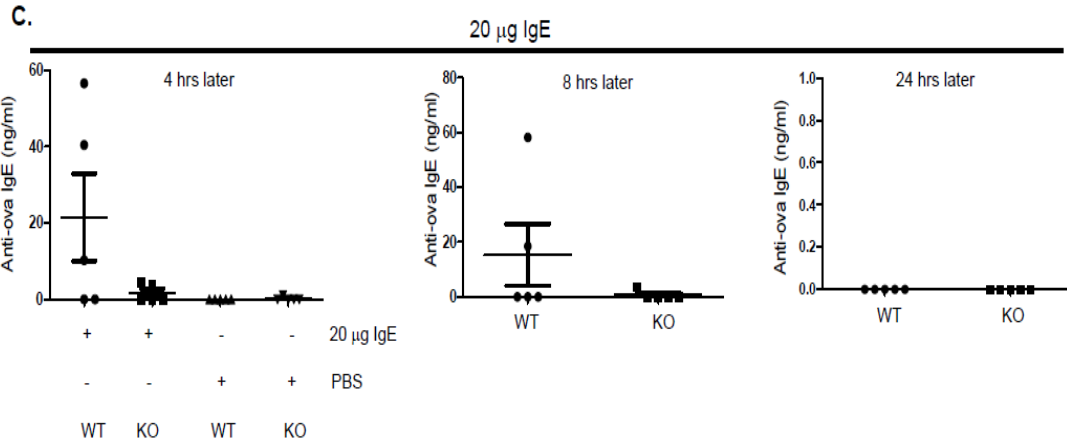 C.
20 µg IgE
4 hrs later
Anti-ova IgE (ng/ml)
60
40
20
0
+ + - - 20 µg IgE
- - + + PBS
WT KO WT KO
8 hrs later
Anti-ova IgE (ng/ml)
80
60
40
20
0
WT KO
24 hrs later
Anti-ova IgE (ng/ml)
1.0
0.8
0.6
0.4
0.2
0.0
WT KO